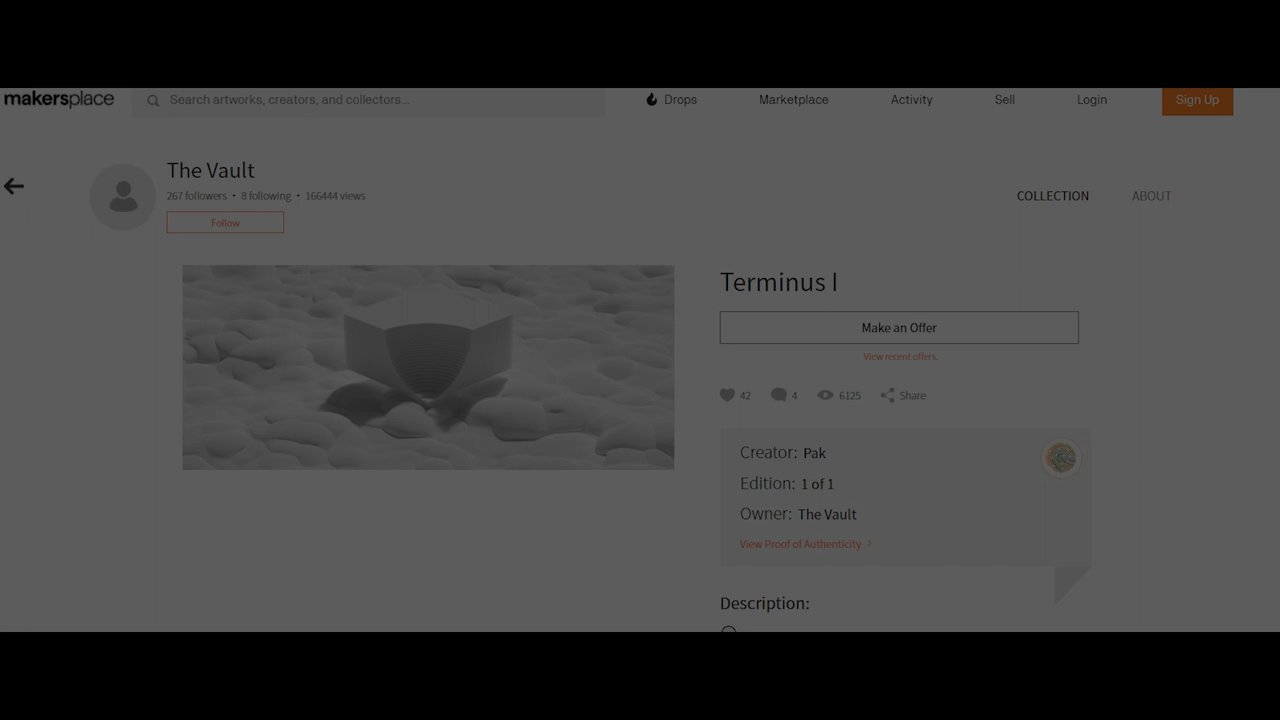 makersplace Search artworks, creators, and collectors... Drops Marketplace Activity Sell Login Sign Up
The Vault
267 followers • 8 following • 166444 views
COLLECTION ABOUT
Follow
Terminus I
Make an Offer
View recent offers.
42 4 6125 Share
Creator: Pak
Edition: 1 of 1
Owner: The Vault
View Proof of Authenticity >
Description: